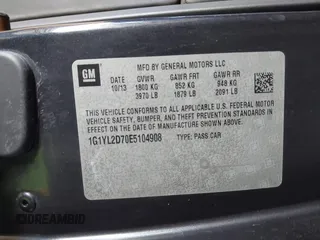 GM
MFD BY GENERAL MOTORS LLC
DATE GVWR GAWR FRT GAWR RR
10/13 1800 KG 852 KG 948 KG
3970 LB 1879 LB 2091 LB
THIS VEHICLE CONFORMS TO ALL APPLICABLE U.S. FEDERAL MOTOR
VEHICLE SAFETY, BUMPER, AND THEFT PREVENTION STANDARDS IN
EFFECT ON THE DATE OF MANUFACTURE SHOWN ABOVE.
1G1YL2D70E5104908 TYPE: PASS CAR
DREAMBID